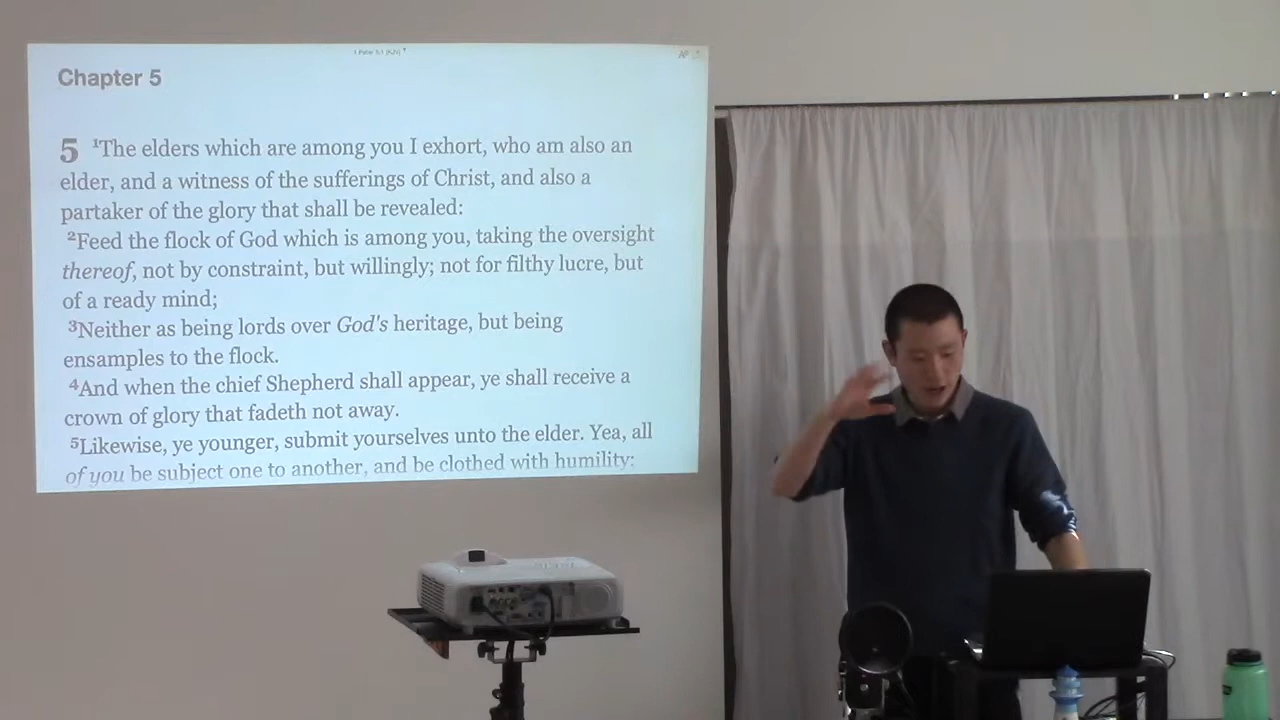 1 Peter 5:1 (KJV)
Chapter 5
5 ¹The elders which are among you I exhort, who am also an
elder, and a witness of the sufferings of Christ, and also a
partaker of the glory that shall be revealed:
²Feed the flock of God which is among you, taking the oversight
thereof, not by constraint, but willingly; not for filthy lucre, but
of a ready mind;
³Neither as being lords over God's heritage, but being
ensamples to the flock.
⁴And when the chief Shepherd shall appear, ye shall receive a
crown of glory that fadeth not away.
⁵Likewise, ye younger, submit yourselves unto the elder. Yea, all
of you be subject one to another, and be clothed with humility: